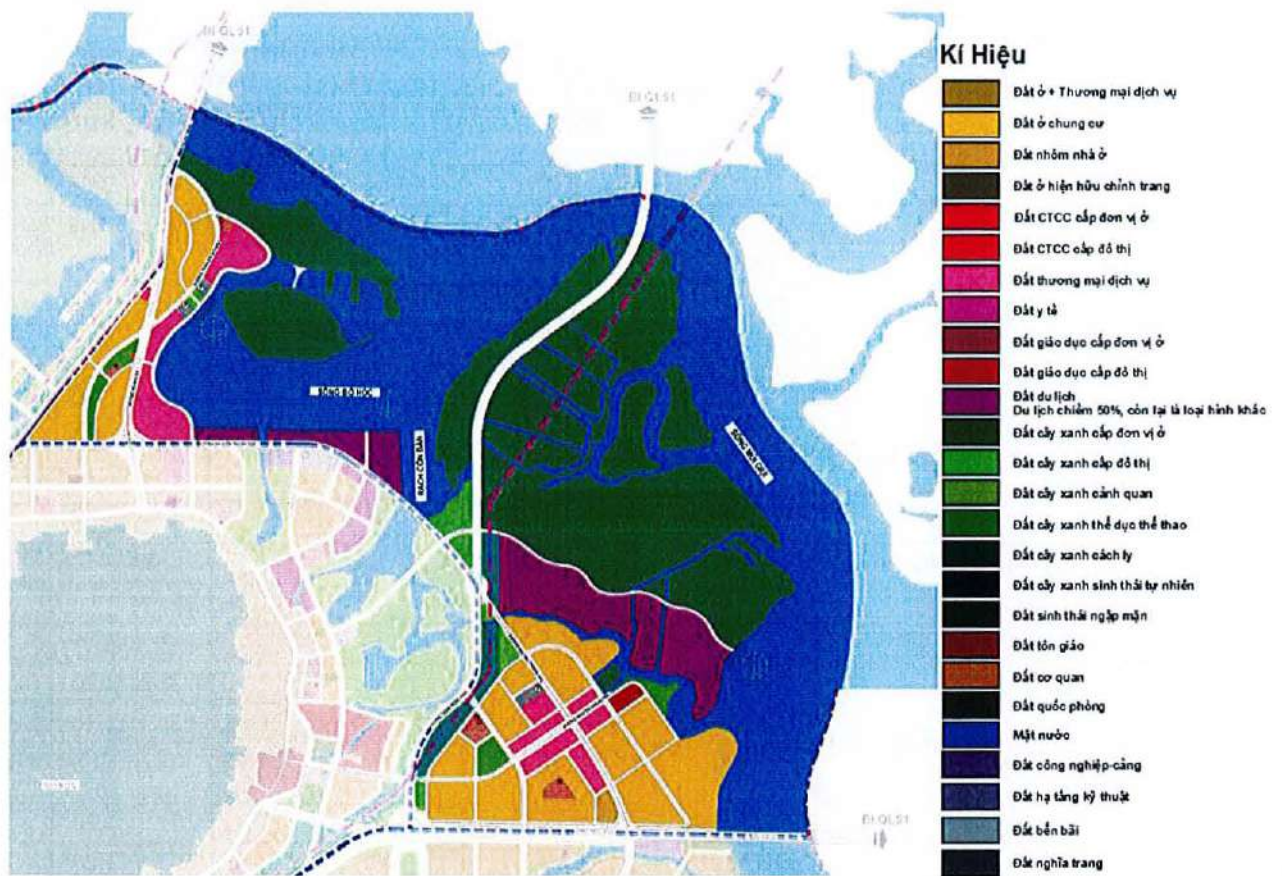 ĐI QL51
ĐI QL51
Kí Hiệu
Đất ở + Thương mại dịch vụ
Đất ở chung cư
Đất nhóm nhà ở
Đất ở hiện hữu chỉnh trang
Đất CTCC cấp đơn vị ở
Đất CTCC cấp đô thị
Đất thương mại dịch vụ
Đất y tế
Đất giáo dục cấp đơn vị ở
Đất giáo dục cấp đô thị
Đất du lịch
Du lịch chiếm 50%, còn lại là loại hình khác
Đất cây xanh cấp đơn vị ở
Đất cây xanh cấp đô thị
Đất cây xanh cảnh quan
Đất cây xanh thể dục thể thao
Đất cây xanh cách ly
Đất cây xanh sinh thái tự nhiên
Đất sinh thái ngập mặn
Đất tôn giáo
Đất cơ quan
Đất quốc phòng
Mặt nước
Đất công nghiệp-cảng
Đất hạ tầng kỹ thuật
Đất bến bãi
Đất nghĩa trang
RẠCH CÔN BẦN
ĐI QL51